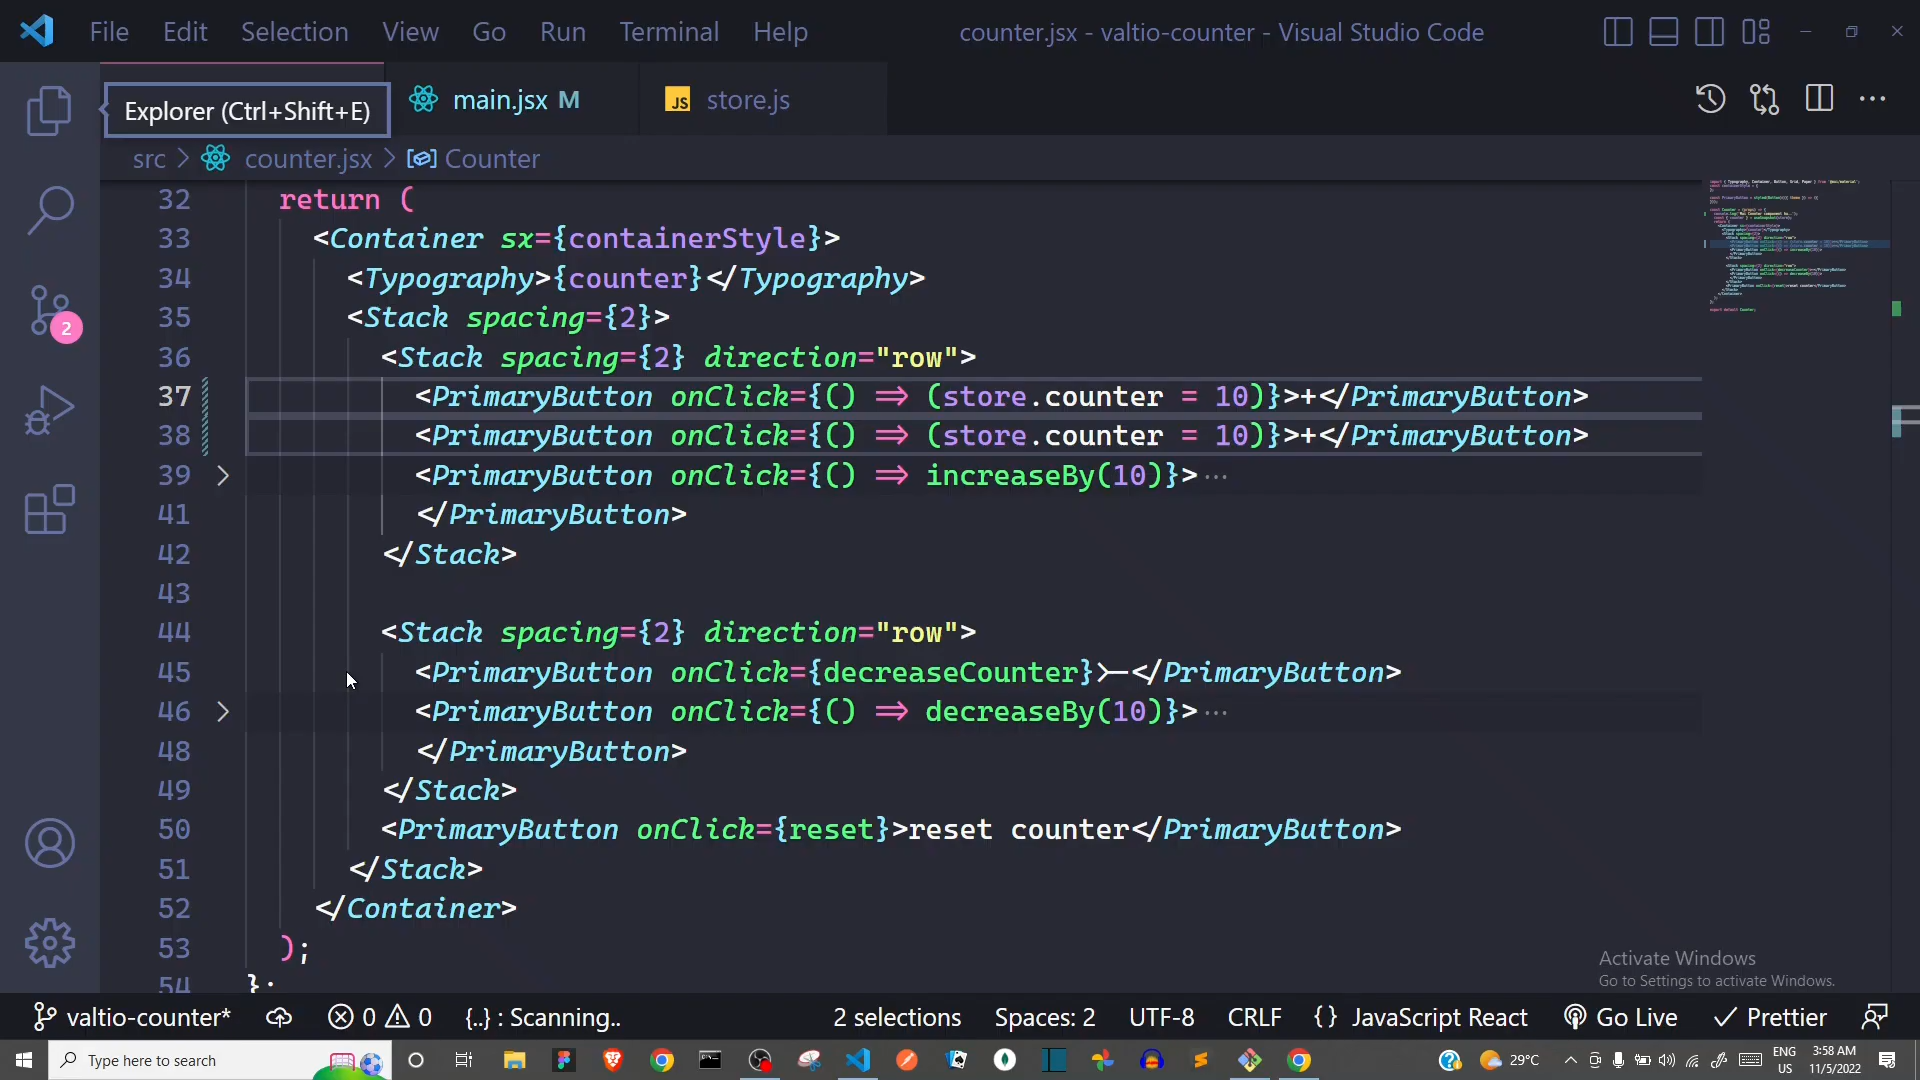 File Edit Selection View Go Run Terminal Help counter.jsx - valtio-counter - Visual Studio Code
Explorer (Ctrl+Shift+E) main.jsx M JS store.js
src > counter.jsx > Counter
32 return (
33 <Container sx={containerStyle}>
34 <Typography>{counter}</Typography>
35 <Stack spacing={2}>
36 <Stack spacing={2} direction="row">
37 <PrimaryButton onClick={() => (store.counter = 10)}>+</PrimaryButton>
38 <PrimaryButton onClick={() => (store.counter = 10)}>+</PrimaryButton>
39 <PrimaryButton onClick={() => increaseBy(10)}>...
41 </PrimaryButton>
42 </Stack>
43
44 <Stack spacing={2} direction="row">
45 <PrimaryButton onClick={decreaseCounter}>-</PrimaryButton>
46 <PrimaryButton onClick={() => decreaseBy(10)}>...
48 </PrimaryButton>
49 </Stack>
50 <PrimaryButton onClick={reset}>reset counter</PrimaryButton>
51 </Stack>
52 </Container>
53 );
54 };
2
Activate Windows
Go to Settings to activate Windows.
valtio-counter* 0 0 {..} : Scanning.. 2 selections Spaces: 2 UTF-8 CRLF {} JavaScript React Go Live Prettier
Type here to search 29°C ENG US 3:58 AM 11/5/2022